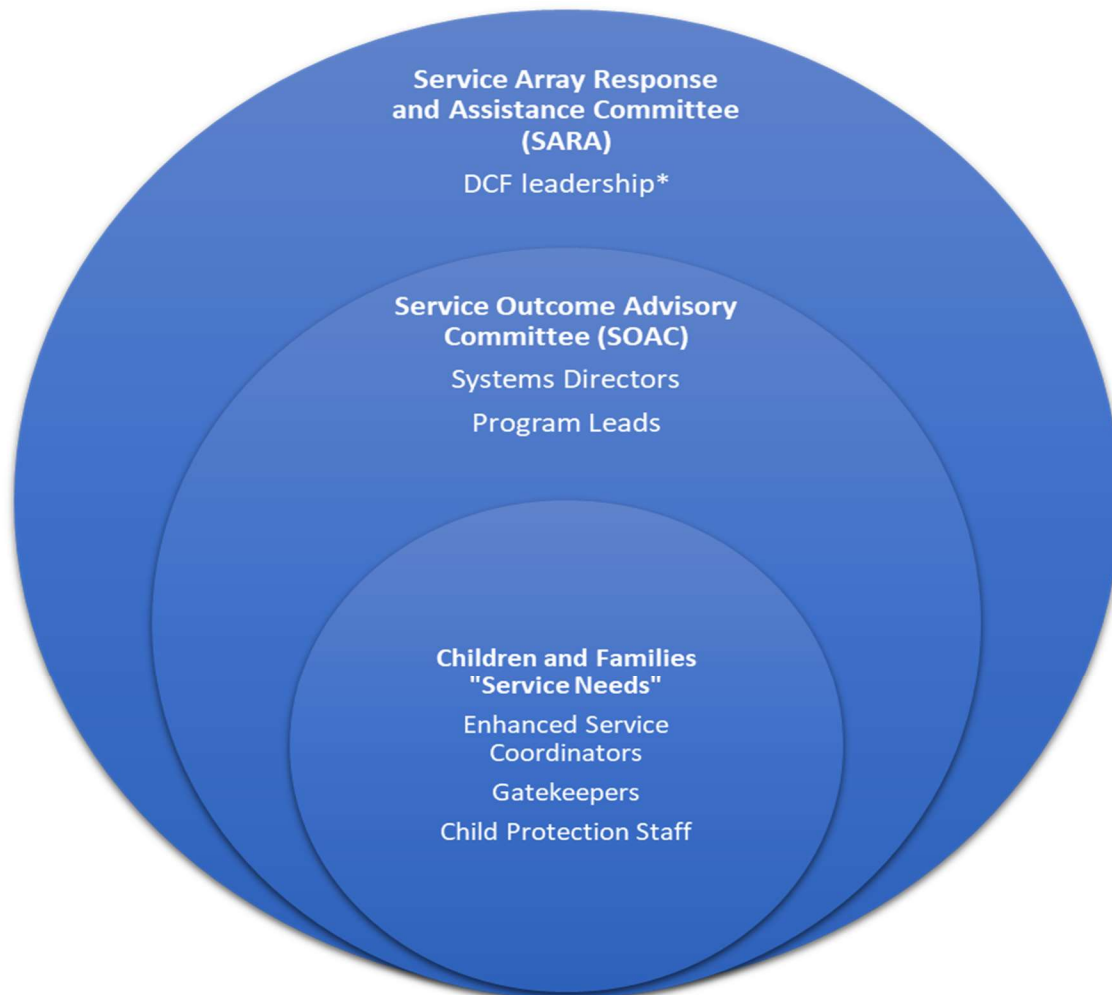 Service Array Response
and Assistance Committee
(SARA)
DCF leadership*
Service Outcome Advisory
Committee (SOAC)
Systems Directors
Program Leads
Children and Families
"Service Needs"
Enhanced Service
Coordinators
Gatekeepers
Child Protection Staff